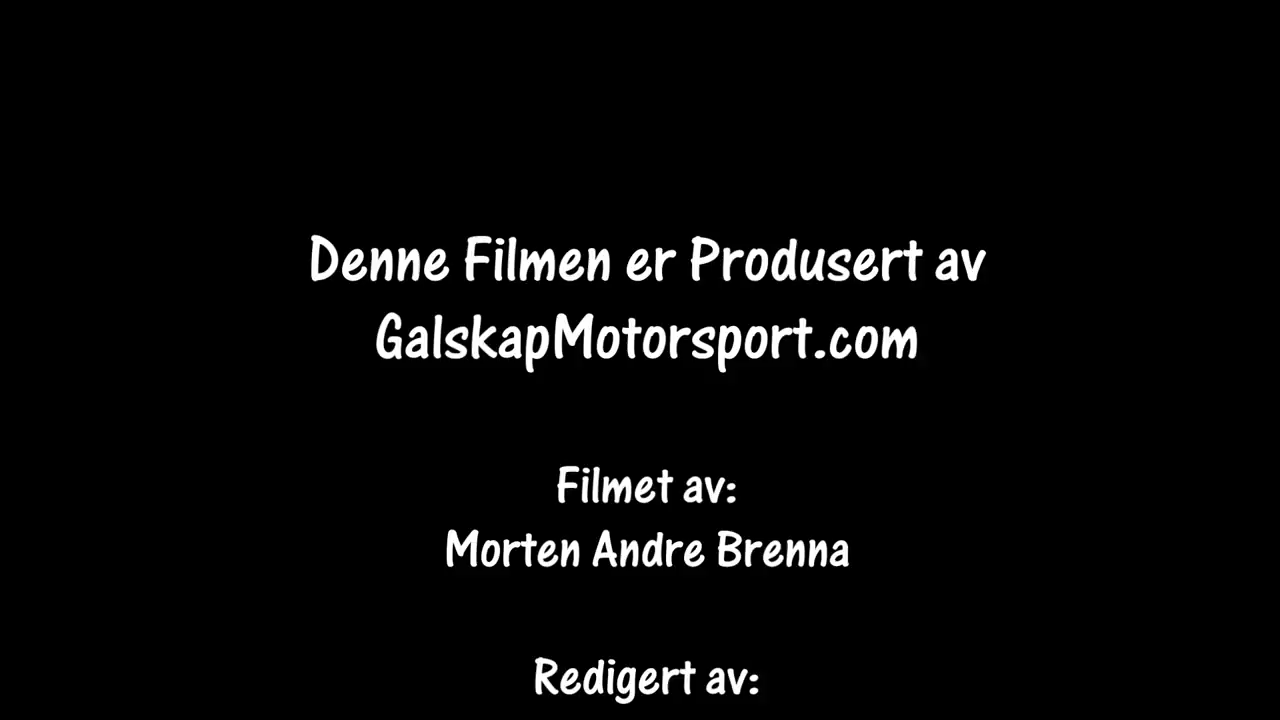 Denne Filmen er Produsert av
GalskapMotorsport.com
Filmet av:
Morten Andre Brenna
Redigert av: